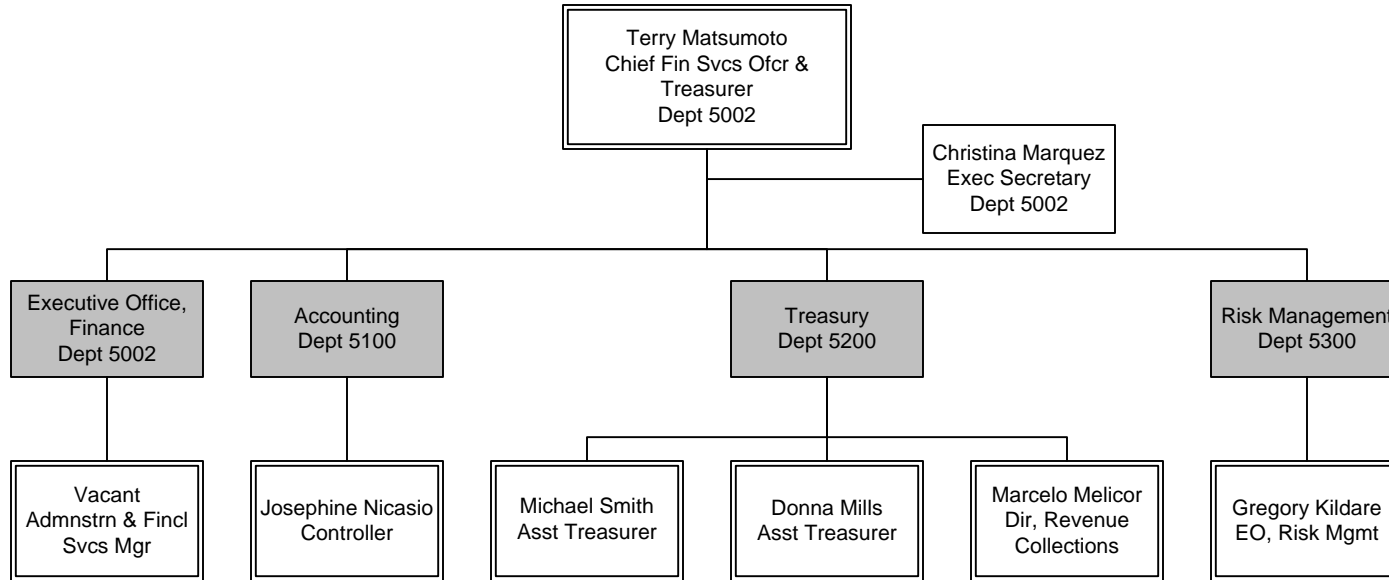 Terry Matsumoto
Chief Fin Svcs Ofcr &
Treasurer
Dept 5002
Christina Marquez
Exec Secretary
Dept 5002
Executive Office,
Finance
Dept 5002
Accounting
Dept 5100
Treasury
Dept 5200
Risk Management
Dept 5300
Vacant
Admnstrn & Fincl
Svcs Mgr
Josephine Nicasio
Controller
Michael Smith
Asst Treasurer
Donna Mills
Asst Treasurer
Marcelo Melicor
Dir, Revenue
Collections
Gregory Kildare
EO, Risk Mgmt